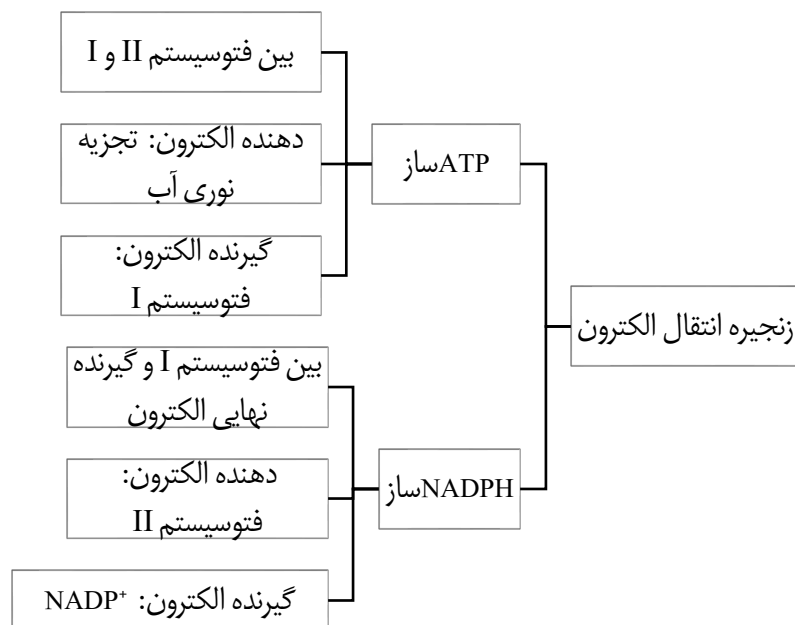 زنجیره انتقال الکترون
ATPساز
بین فتوسیستم II و I
دهنده الکترون: تجزیه
نوری آب
گیرنده الکترون:
فتوسیستم I
NADPHساز
بین فتوسیستم I و گیرنده
نهایی الکترون
دهنده الکترون:
فتوسیستم II
گیرنده الکترون: NADP⁺